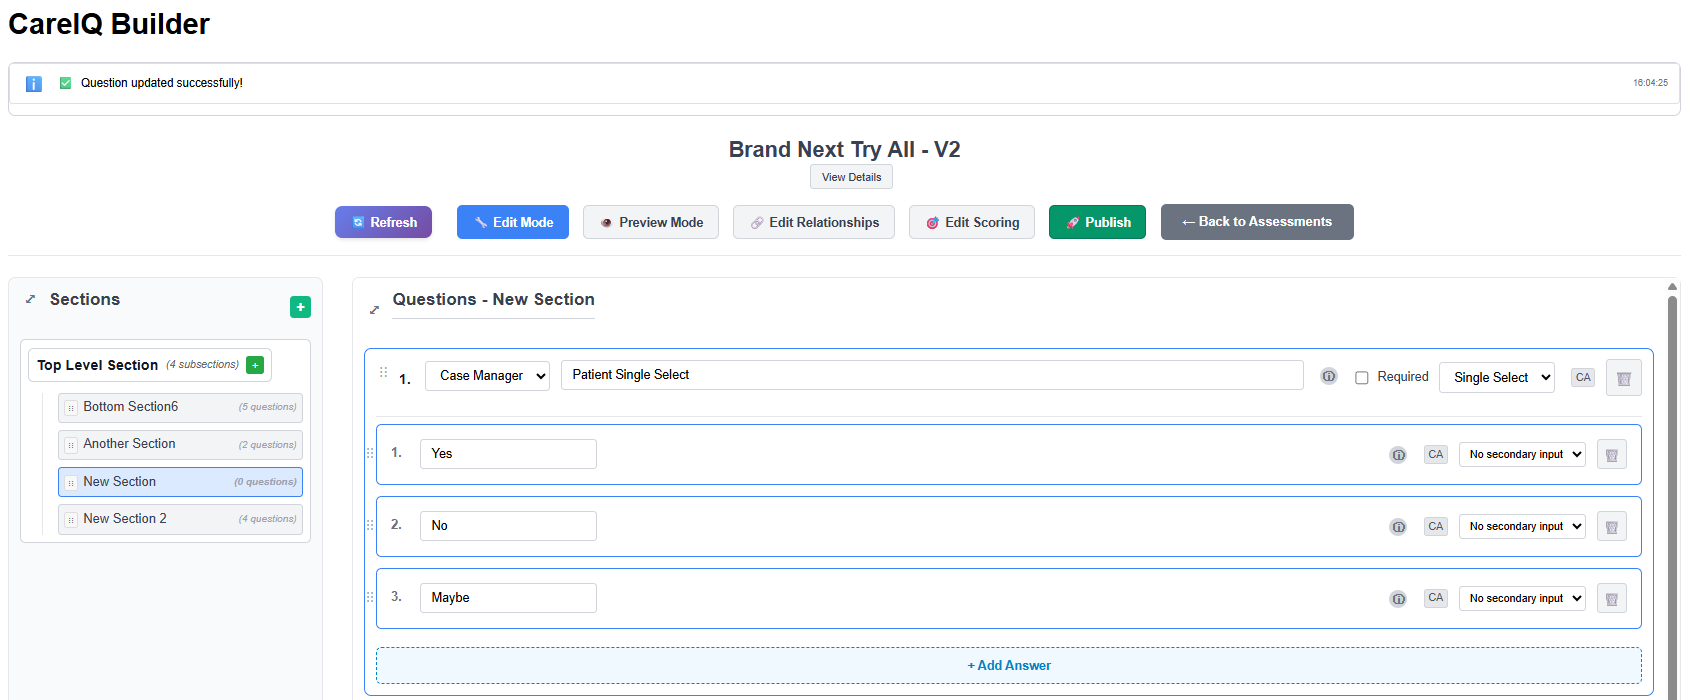 CareIQ Builder
Question updated successfully!
16:04:25
Brand Next Try All - V2
View Details
Refresh
Edit Mode
Preview Mode
Edit Relationships
Edit Scoring
Publish
← Back to Assessments
Sections
+
Top Level Section (4 subsections) +
Bottom Section6 (5 questions)
Another Section (2 questions)
New Section (0 questions)
New Section 2 (4 questions)
Questions - New Section
1. Case Manager Patient Single Select Required Single Select CA
1. Yes CA No secondary input
2. No CA No secondary input
3. Maybe CA No secondary input
+ Add Answer